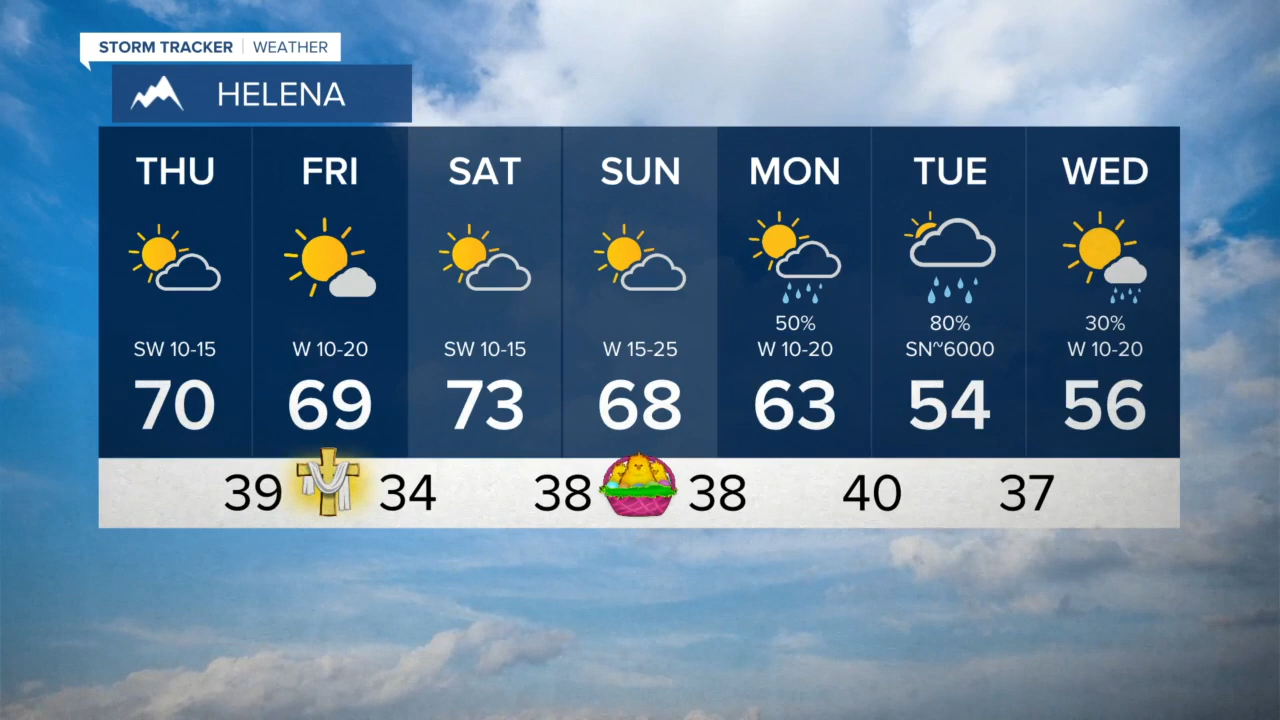 STORM TRACKER | WEATHER
HELENA
THU FRI SAT SUN MON TUE WED
50% 80% 30%
SW 10-15 W 10-20 SW 10-15 W 15-25 W 10-20 SN~6000 W 10-20
70 69 73 68 63 54 56
39 34 38 38 40 37